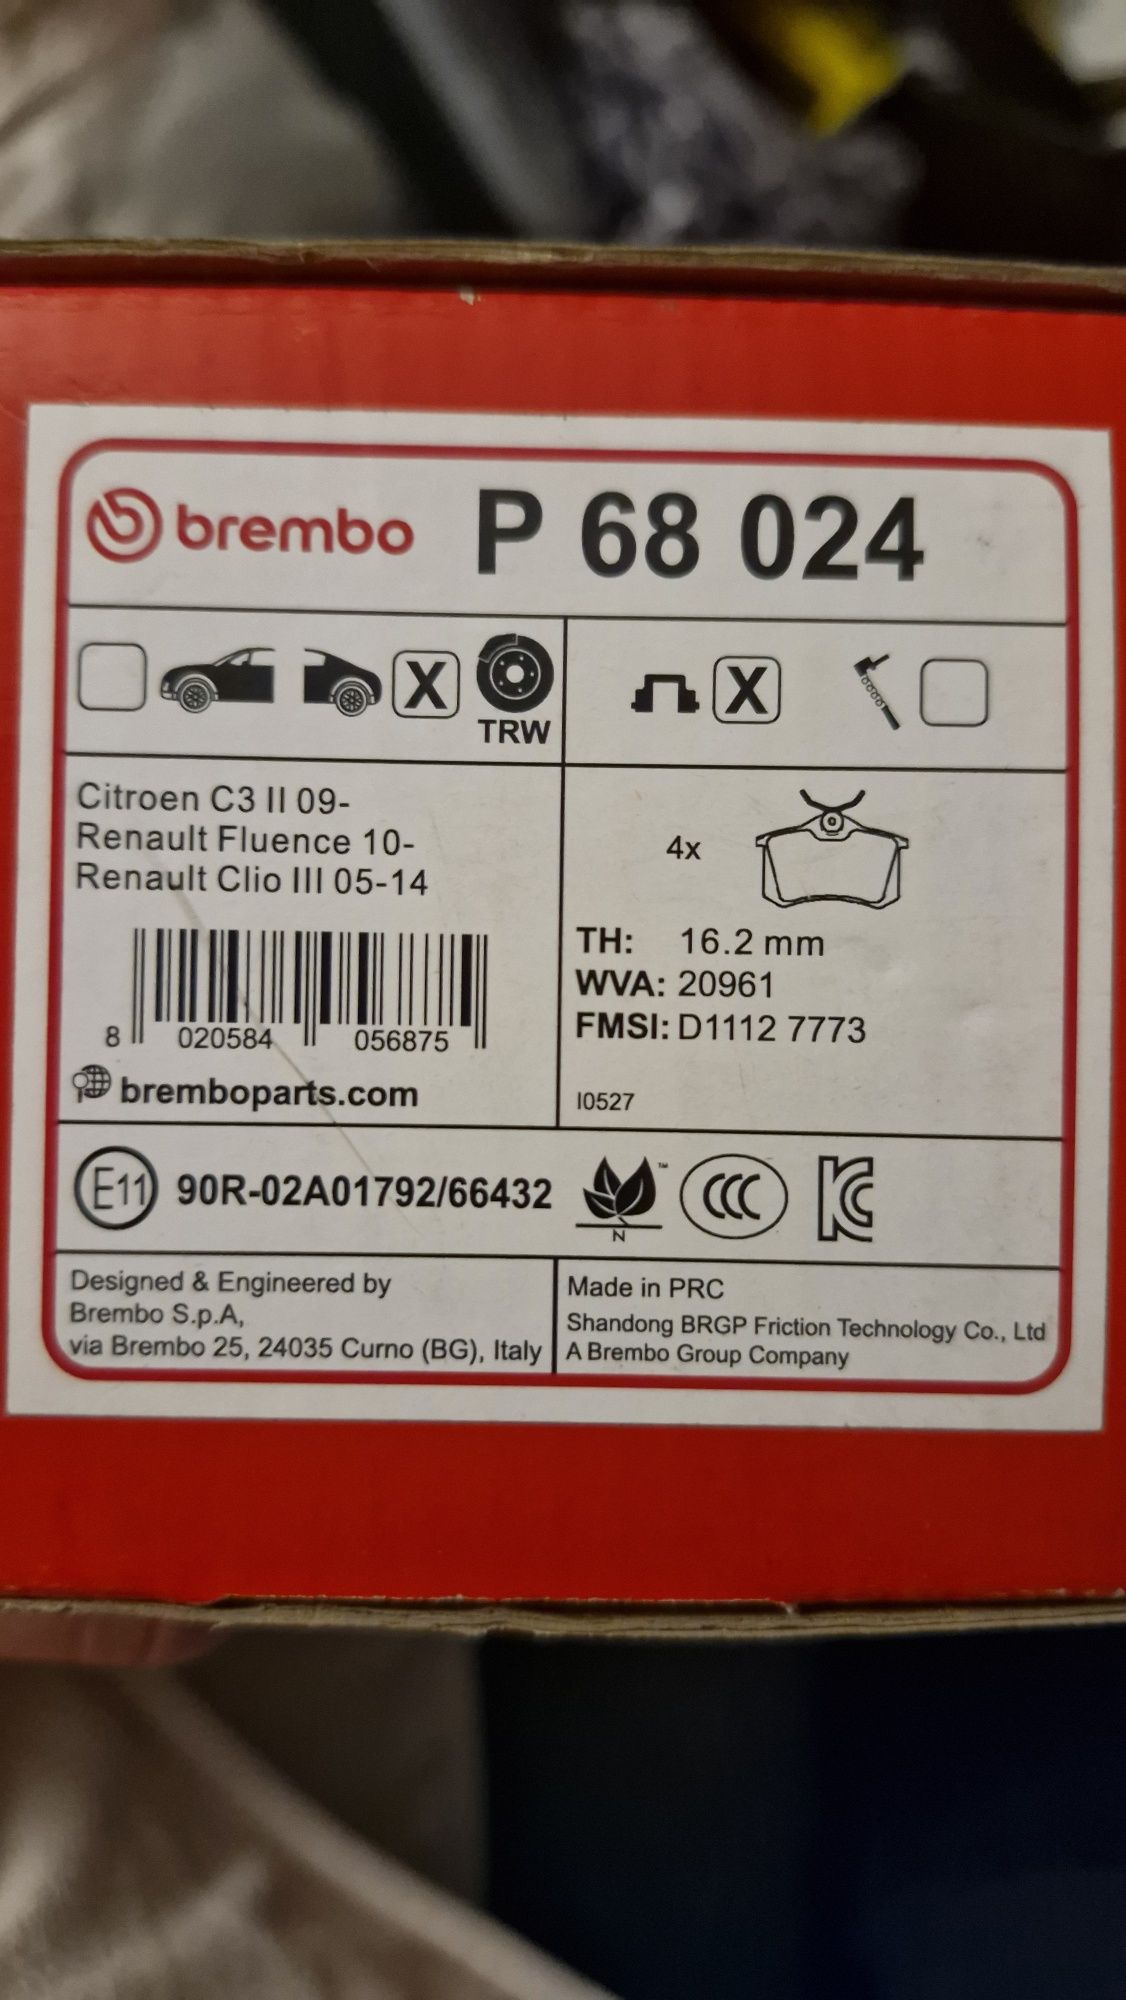 brembo P 68 024
X TRW X
Citroen C3 II 09-
Renault Fluence 10-
Renault Clio III 05-14
8 020584 056875
bremboparts.com
4x
TH: 16.2 mm
WVA: 20961
FMSI: D1112 7773
I0527
E11 90R-02A01792/66432 N ™ CCC KC
Designed & Engineered by
Brembo S.p.A,
via Brembo 25, 24035 Curno (BG), Italy
Made in PRC
Shandong BRGP Friction Technology Co., Ltd
A Brembo Group Company